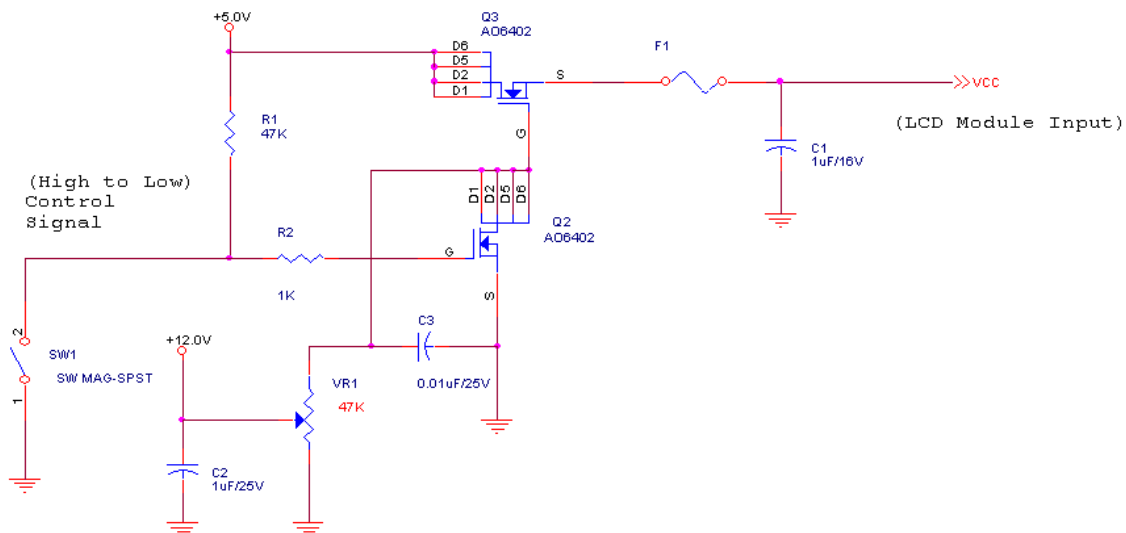 +5.0V
Q3
AO6402
D6
D5
D2
D1
S
G
F1
VCC
(LCD Module Input)
C1
1uF/16V
R1
47K
(High to Low)
Control
Signal
D1
D2
D5
D6
Q2
AO6402
R2
1K
G
S
C3
0.01uF/25V
+12.0V
2
SW1
SW MAG-SPST
1
VR1
47K
C2
1uF/25V